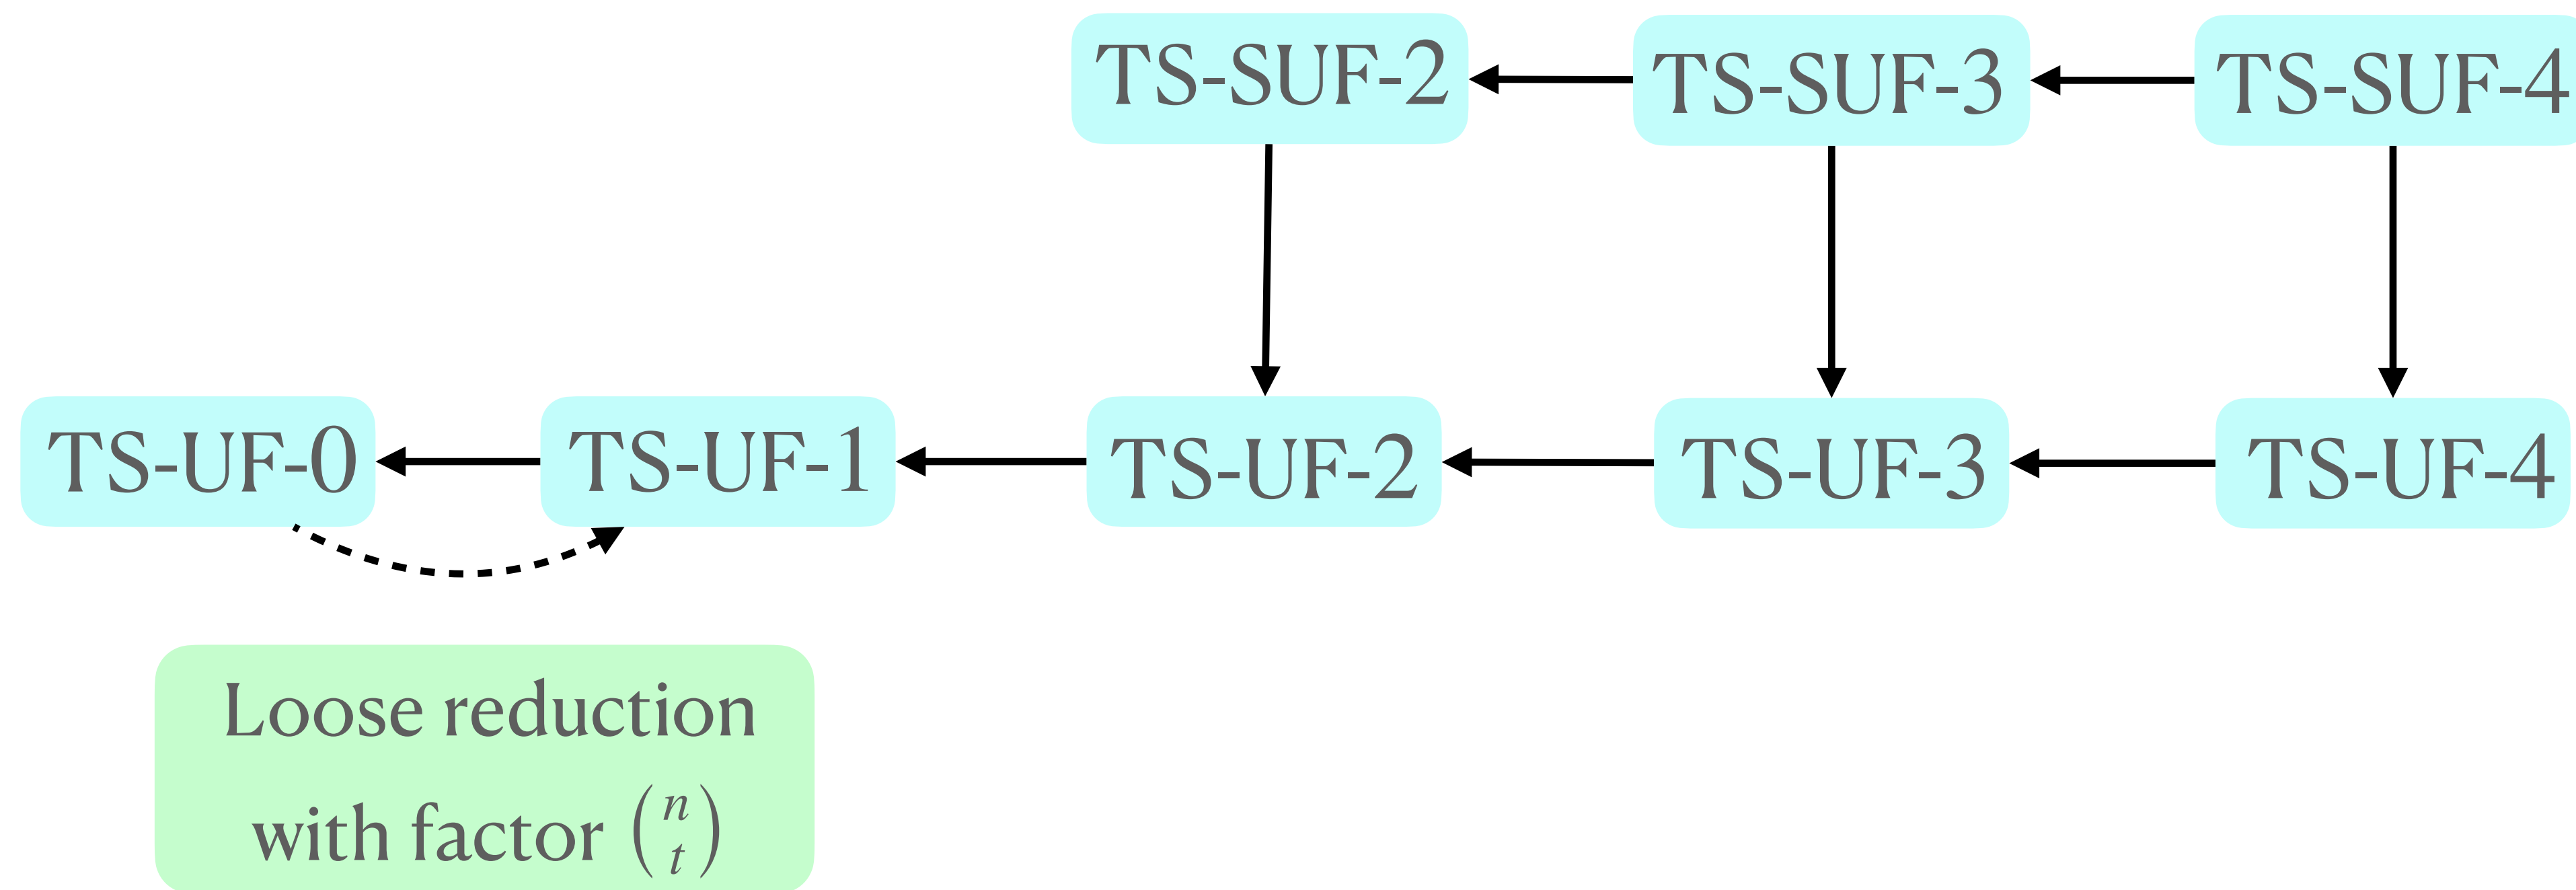 TS-SUF-2 TS-SUF-3 TS-SUF-4
TS-UF-0 TS-UF-1 TS-UF-2 TS-UF-3 TS-UF-4
Loose reduction
with factor (n t)